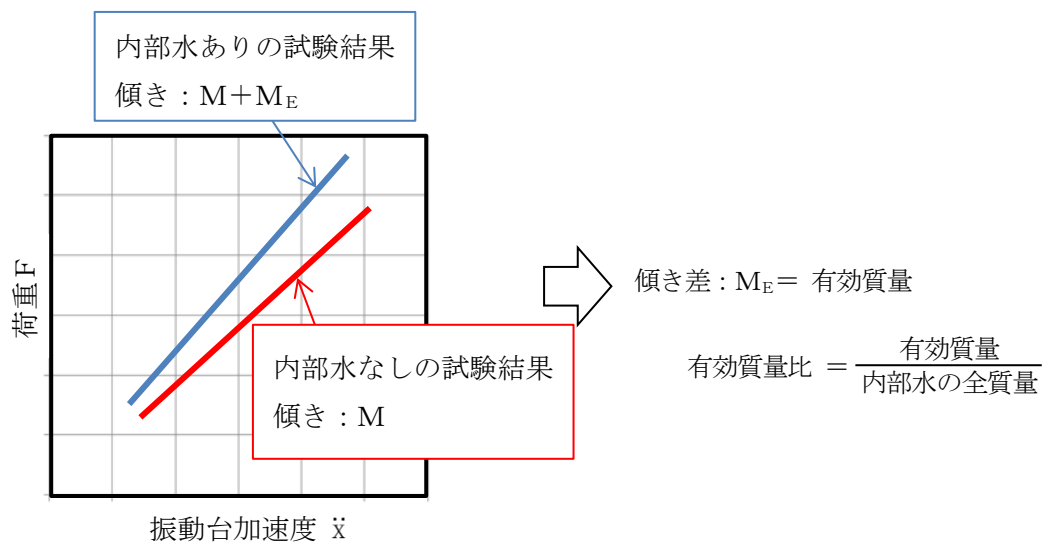 内部水ありの試験結果
傾き：M＋ME
荷重F
内部水なしの試験結果
傾き：M
振動台加速度 ẍ
傾き差：ME＝ 有効質量
有効質量比 ＝ 有効質量
内部水の全質量